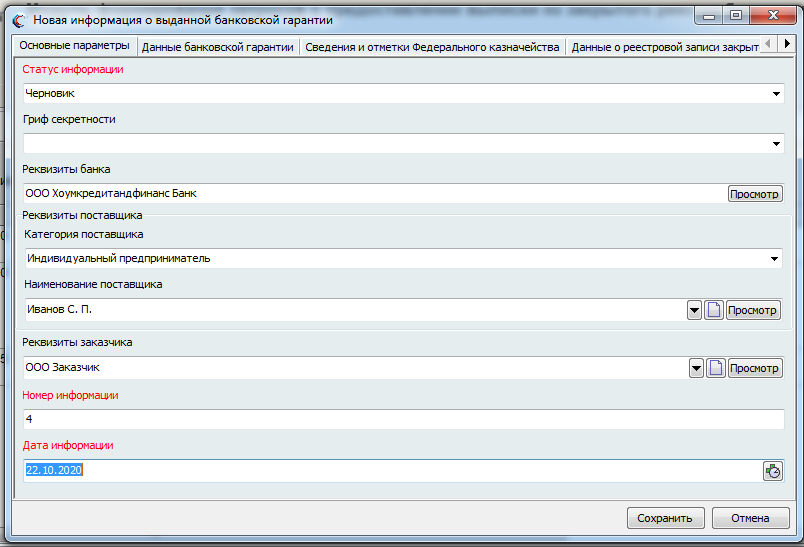 Новая информация о выданной банковской гарантии
Основные параметры Данные банковской гарантии Сведения и отметки Федерального казначейства Данные о реестровой записи закрыт
Статус информации
Черновик
Гриф секретности
Реквизиты банка
ООО Хоумкредитандфинанс Банк Просмотр
Реквизиты поставщика
Категория поставщика
Индивидуальный предприниматель
Наименование поставщика
Иванов С. П. Просмотр
Реквизиты заказчика
ООО Заказчик Просмотр
Номер информации
4
Дата информации
22.10.2020
Сохранить Отмена